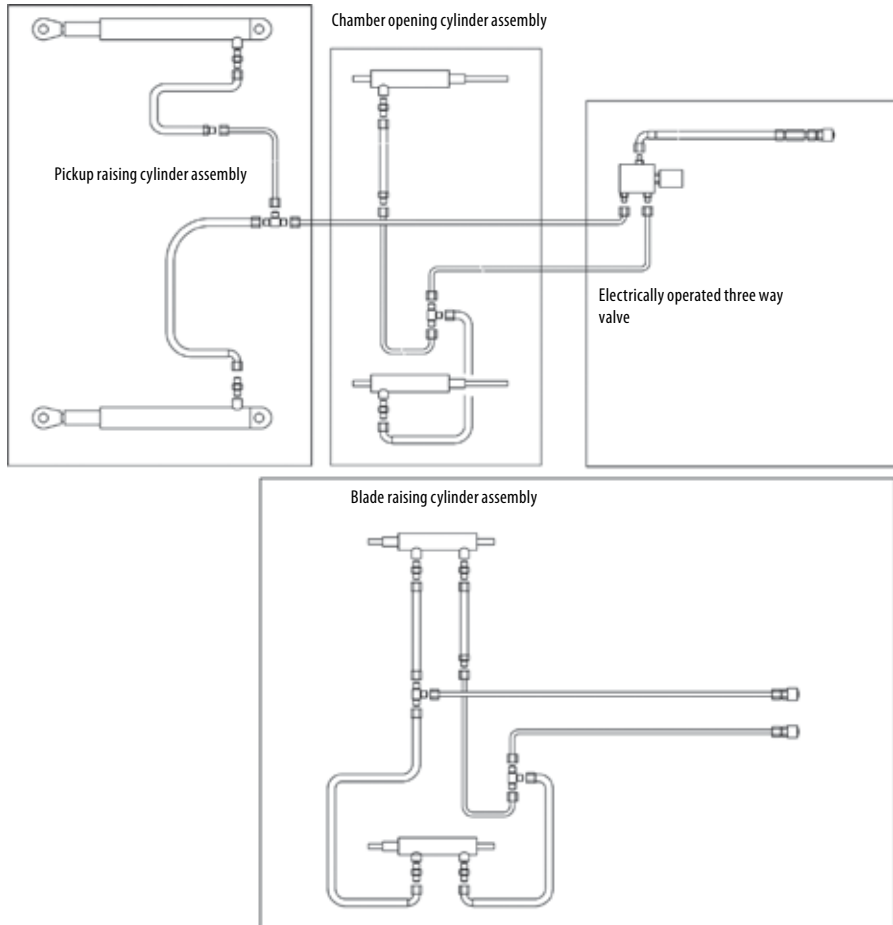 Chamber opening cylinder assembly
Pickup raising cylinder assembly
Electrically operated three way
valve
Blade raising cylinder assembly